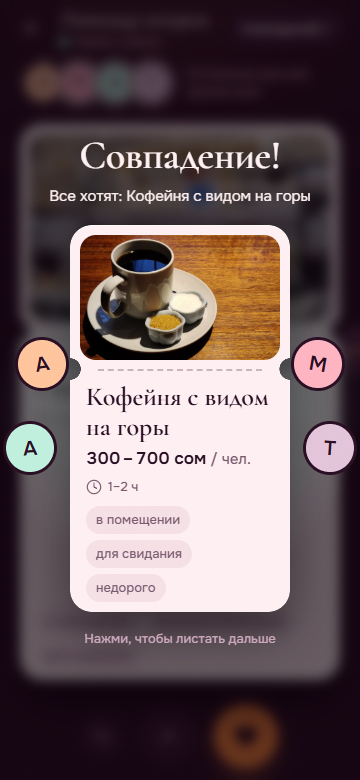 Совпадение!
Все хотят: Кофейня с видом на горы
А
М
А
Т
Кофейня с видом
на горы
300 – 700 сом / чел.
1–2 ч
в помещении
для свидания
недорого
Нажми, чтобы листать дальше